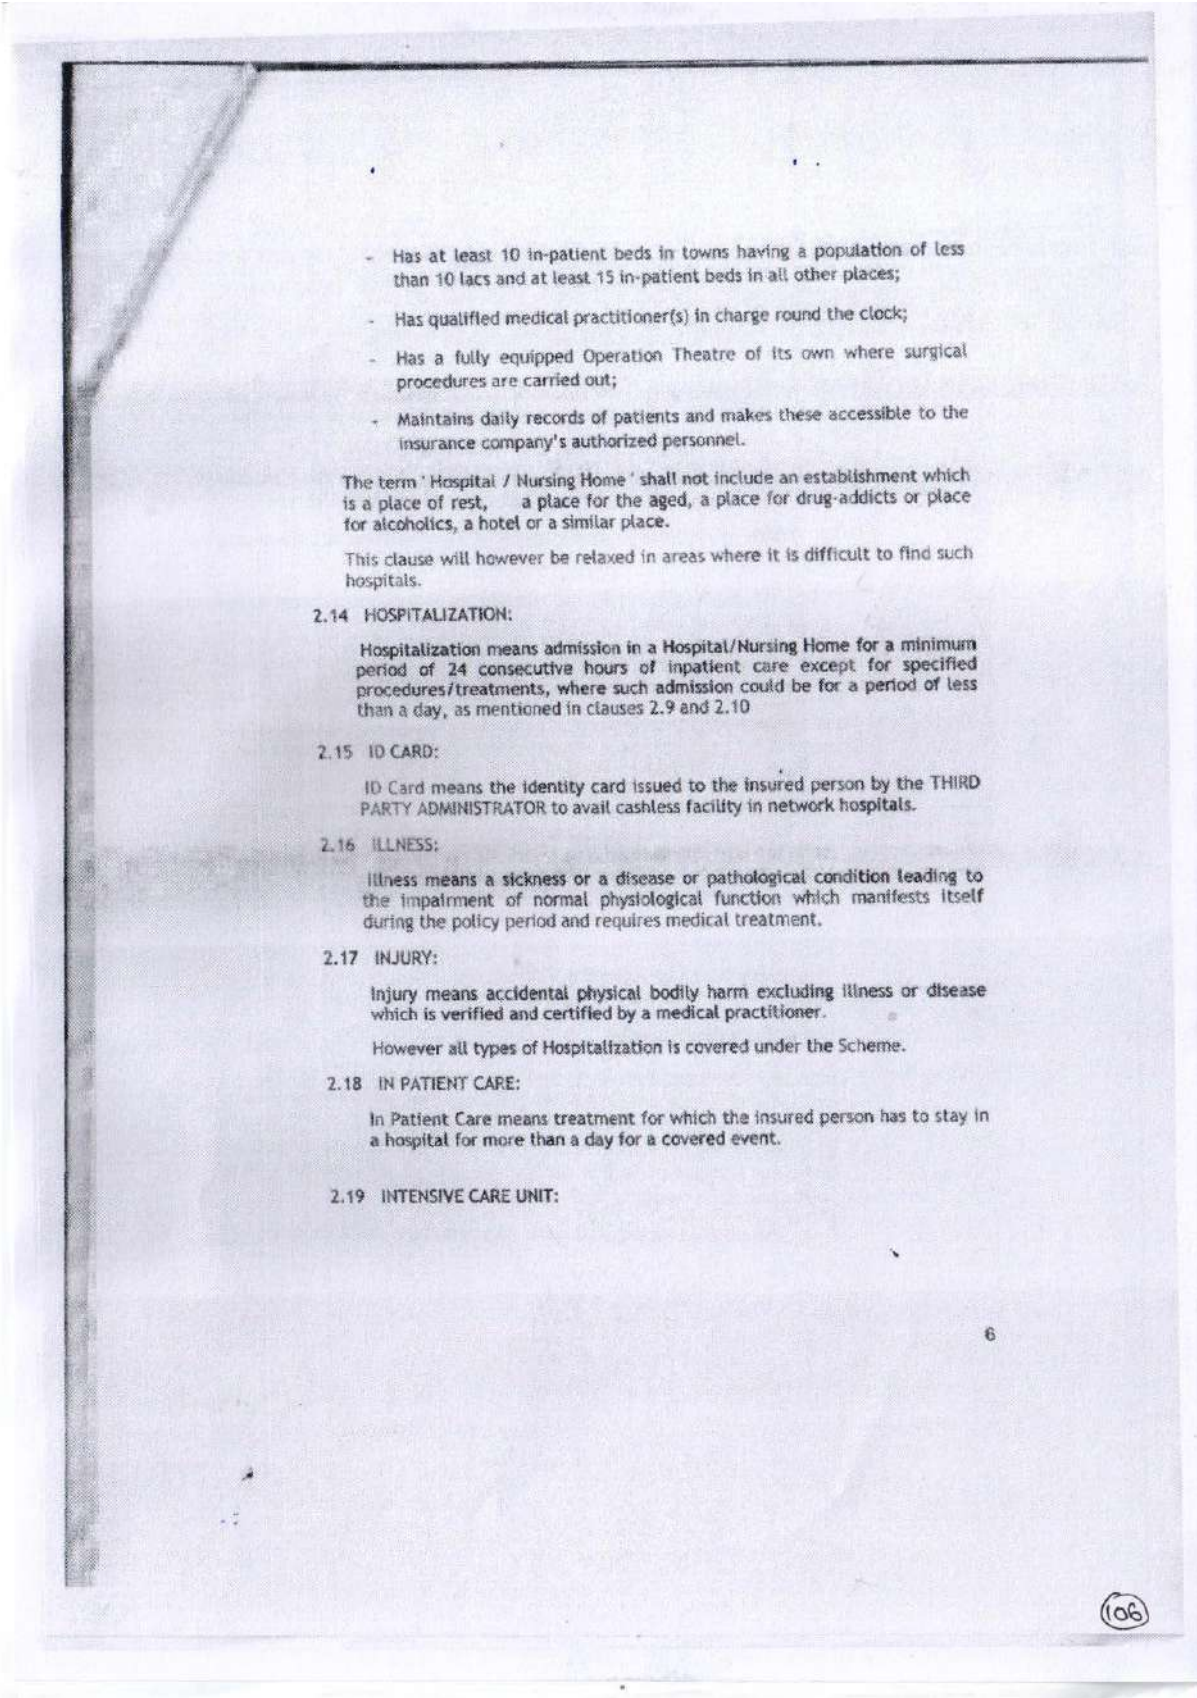 - Has at least 10 in-patient beds in towns having a population of less
than 10 lacs and at least 15 in-patient beds in all other places;
- Has qualified medical practitioner(s) in charge round the clock;
- Has a fully equipped Operation Theatre of its own where surgical
procedures are carried out;
- Maintains daily records of patients and makes these accessible to the
insurance company's authorized personnel.
The term ' Hospital / Nursing Home ' shall not include an establishment which
is a place of rest, a place for the aged, a place for drug-addicts or place
for alcoholics, a hotel or a similar place.
This clause will however be relaxed in areas where it is difficult to find such
hospitals.
2.14 HOSPITALIZATION:
Hospitalization means admission in a Hospital/Nursing Home for a minimum
period of 24 consecutive hours of inpatient care except for specified
procedures/treatments, where such admission could be for a period of less
than a day, as mentioned in clauses 2.9 and 2.10
2.15 ID CARD:
ID Card means the identity card issued to the insured person by the THIRD
PARTY ADMINISTRATOR to avail cashless facility in network hospitals.
2.16 ILLNESS:
Illness means a sickness or a disease or pathological condition leading to
the impairment of normal physiological function which manifests itself
during the policy period and requires medical treatment.
2.17 INJURY:
Injury means accidental physical bodily harm excluding illness or disease
which is verified and certified by a medical practitioner.
However all types of Hospitalization is covered under the Scheme.
2.18 IN PATIENT CARE:
In Patient Care means treatment for which the insured person has to stay in
a hospital for more than a day for a covered event.
2.19 INTENSIVE CARE UNIT:
6
106